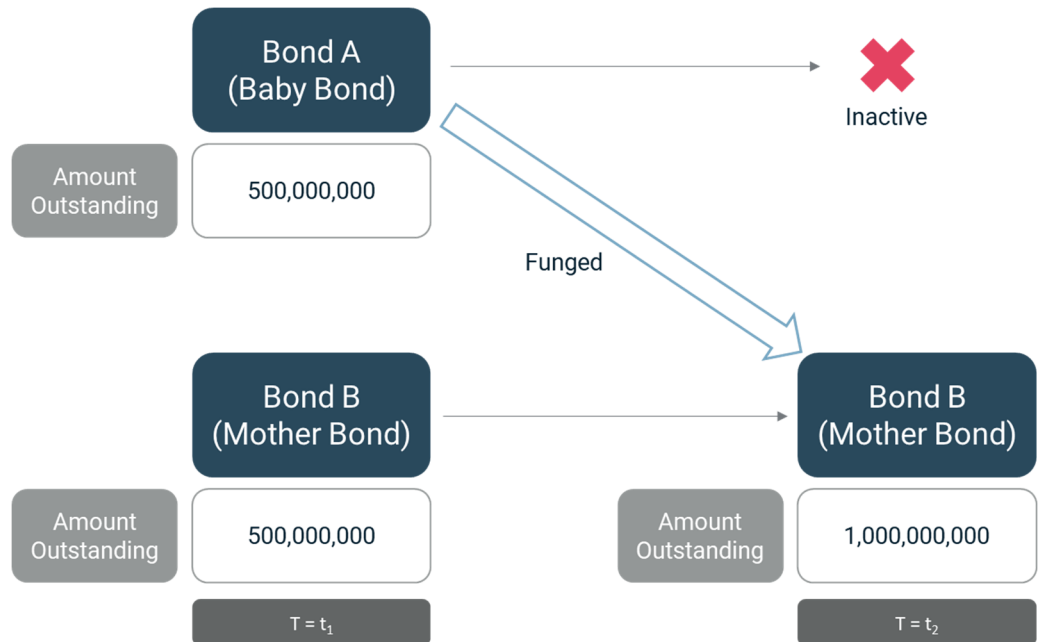 Bond A
(Baby Bond)
Inactive
Amount
Outstanding
500,000,000
Funged
Bond B
(Mother Bond)
Bond B
(Mother Bond)
Amount
Outstanding
500,000,000
Amount
Outstanding
1,000,000,000
T = t₁
T = t₂